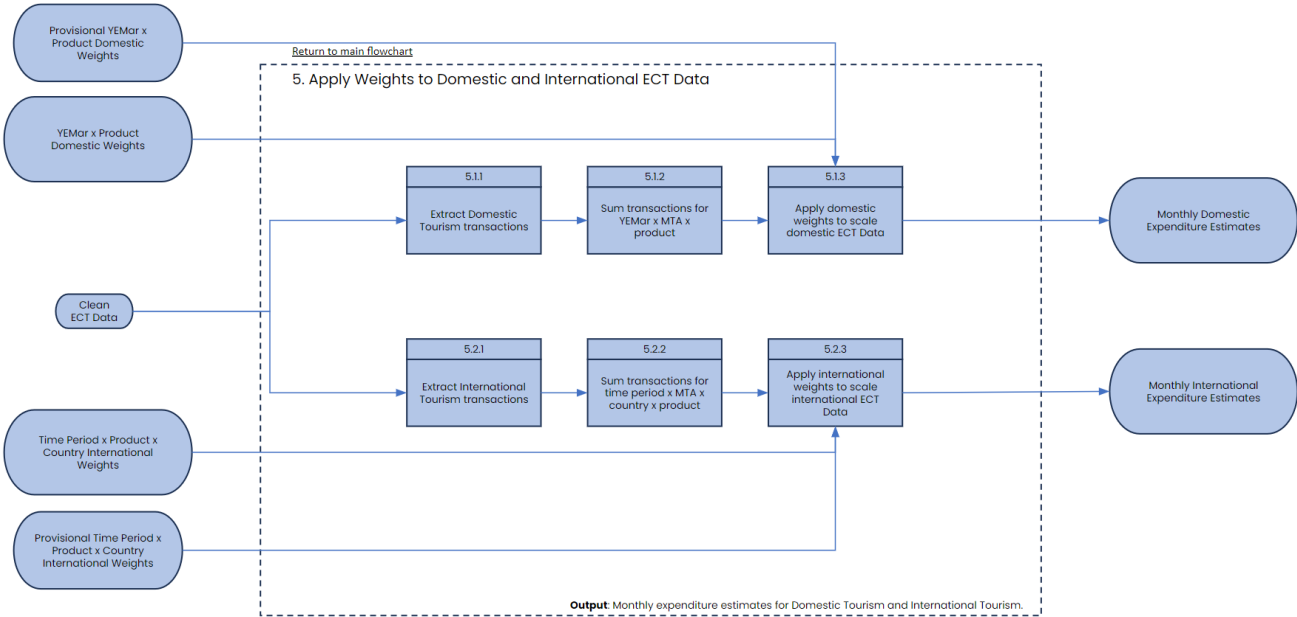 Provisional YEMar x
Product Domestic
Weights
Return to main flowchart
5. Apply Weights to Domestic and International ECT Data
YEMar x Product
Domestic Weights
5.1.1
Extract Domestic
Tourism transactions
5.1.2
Sum transactions for
YEMar x MTA x
product
5.1.3
Apply domestic
weights to scale
domestic ECT Data
Monthly Domestic
Expenditure Estimates
Clean
ECT Data
5.2.1
Extract International
Tourism transactions
5.2.2
Sum transactions for
time period x MTA x
country x product
5.2.3
Apply international
weights to scale
international ECT
Data
Monthly International
Expenditure Estimates
Time Period x Product x
Country International
Weights
Provisional Time Period x
Product x Country
International Weights
Output: Monthly expenditure estimates for Domestic Tourism and International Tourism.